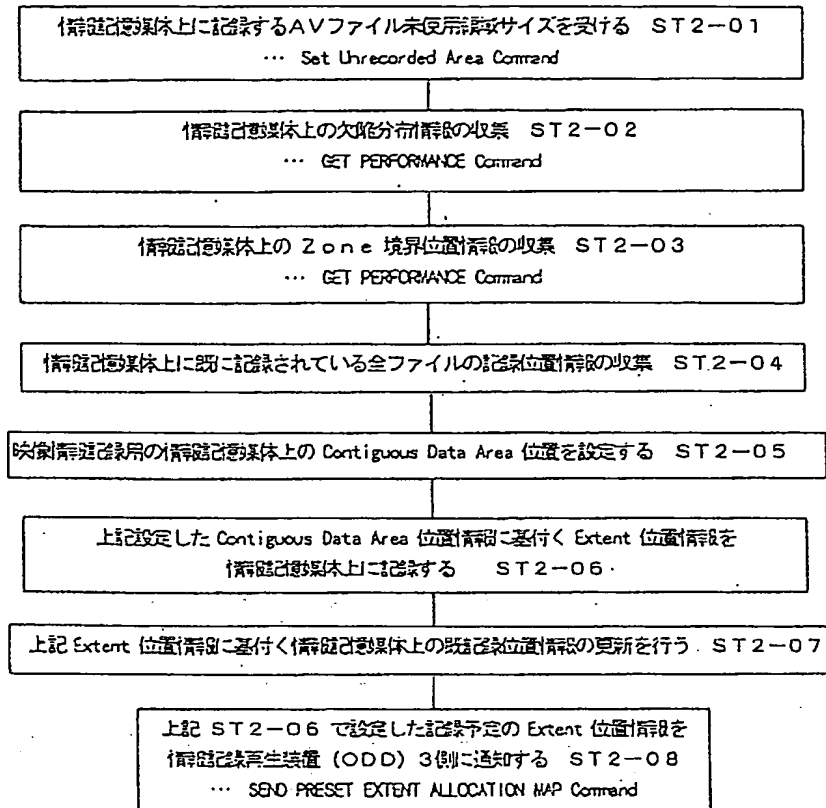 情報記憶媒体上に記録するAVファイル未使用領域サイズを受ける ST2-01
… Set Unrecorded Area Command
情報記憶媒体上の欠陥分布情報の収集 ST2-02
… GET PERFORMANCE Command
情報記憶媒体上の Zone 境界位置情報の収集 ST2-03
… GET PERFORMANCE Command
情報記憶媒体上に既に記録されている全ファイルの記録位置情報の収集 ST2-04
映像情報記録用の情報記憶媒体上の Contiguous Data Area 位置を設定する ST2-05
上記設定した Contiguous Data Area 位置情報に基付く Extent 位置情報を
情報記憶媒体上に記録する ST2-06
上記 Extent 位置情報に基付く情報記憶媒体上の既記録位置情報の更新を行う ST2-07
上記 ST2-06 で設定した記録予定の Extent 位置情報を
情報記録再生装置 (ODD) 3側に通知する ST2-08
… SEND PRESET EXTENT ALLOCATION MAP Command